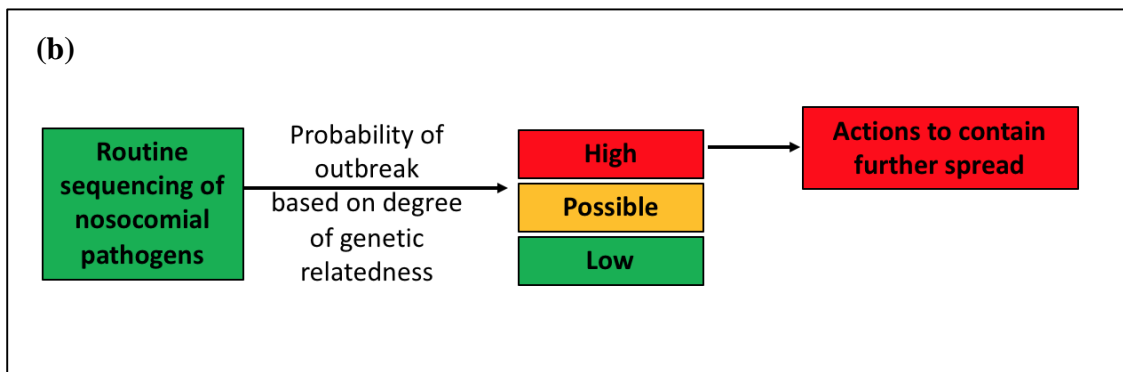 (b)
Routine
sequencing of
nosocomial
pathogens
Probability of
outbreak
based on degree
of genetic
relatedness
High
Possible
Low
Actions to contain
further spread